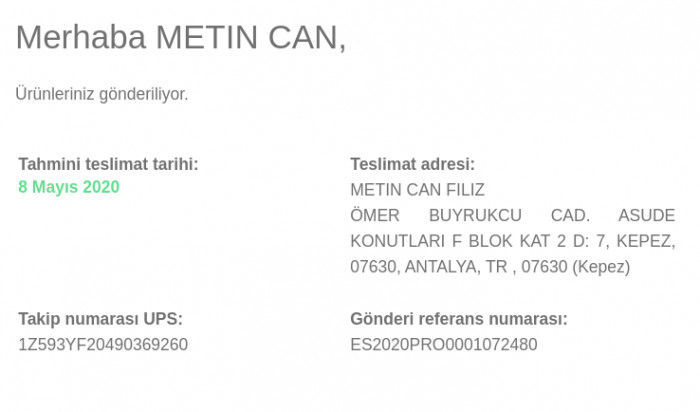 Merhaba METIN CAN,
Ürünleriniz gönderiliyor.
Tahmini teslimat tarihi:
8 Mayıs 2020
Teslimat adresi:
METIN CAN FILIZ
ÖMER BUYRUKCU CAD. ASUDE
KONUTLARI F BLOK KAT 2 D: 7, KEPEZ,
07630, ANTALYA, TR , 07630 (Kepez)
Takip numarası UPS:
1Z593YF20490369260
Gönderi referans numarası:
ES2020PRO0001072480